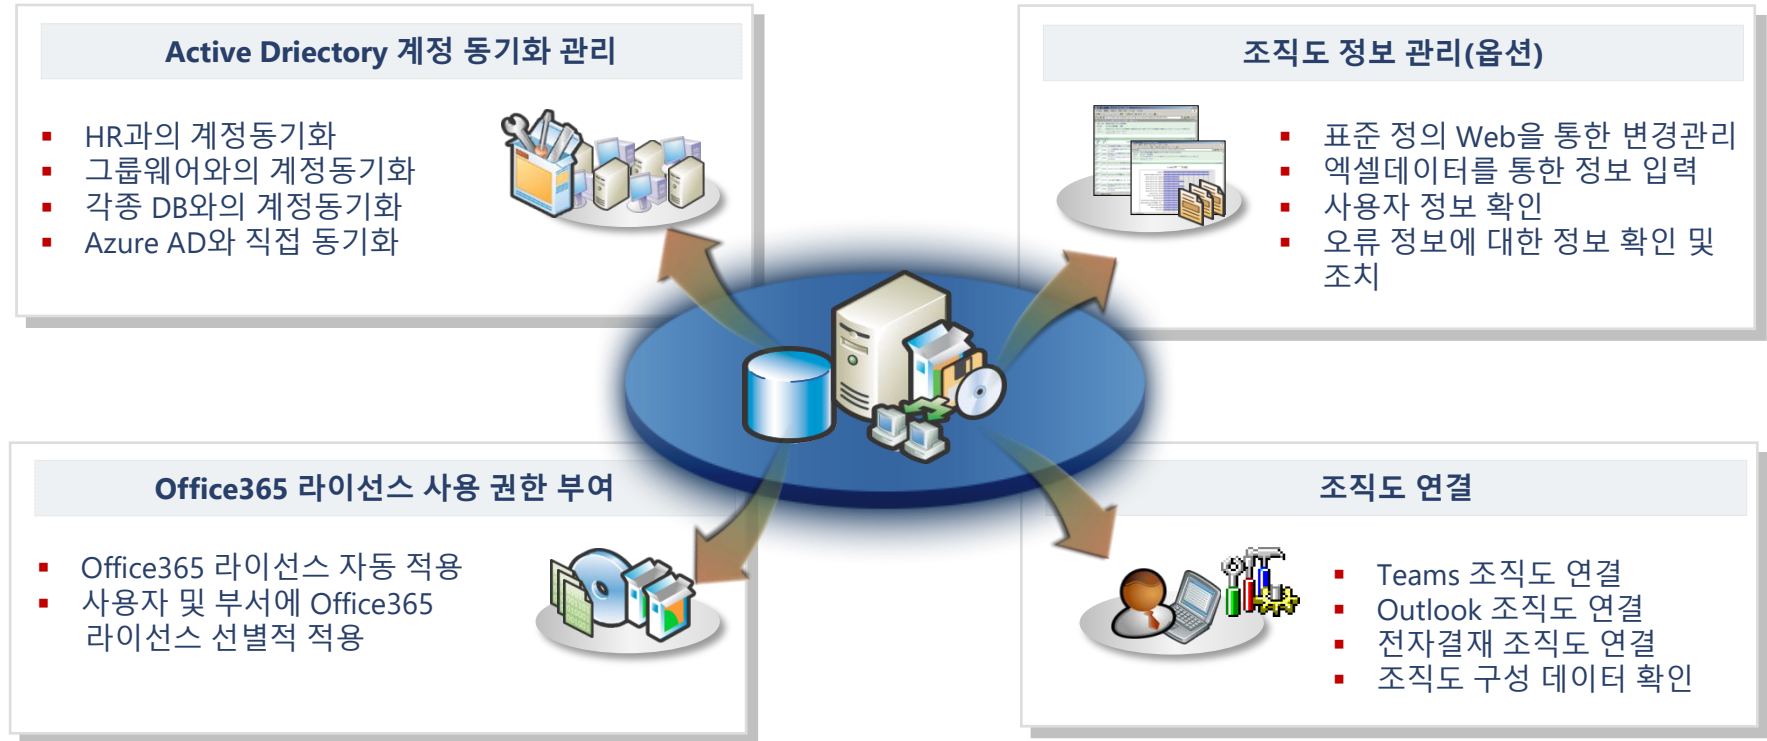 Active Driectory 계정 동기화 관리
HR과의 계정동기화
그룹웨어와의 계정동기화
각종 DB와의 계정동기화
Azure AD와 직접 동기화
조직도 정보 관리(옵션)
표준 정의 Web을 통한 변경관리
엑셀데이터를 통한 정보 입력
사용자 정보 확인
오류 정보에 대한 정보 확인 및
조치
Office365 라이선스 사용 권한 부여
Office365 라이선스 자동 적용
사용자 및 부서에 Office365
라이선스 선별적 적용
조직도 연결
Teams 조직도 연결
Outlook 조직도 연결
전자결재 조직도 연결
조직도 구성 데이터 확인